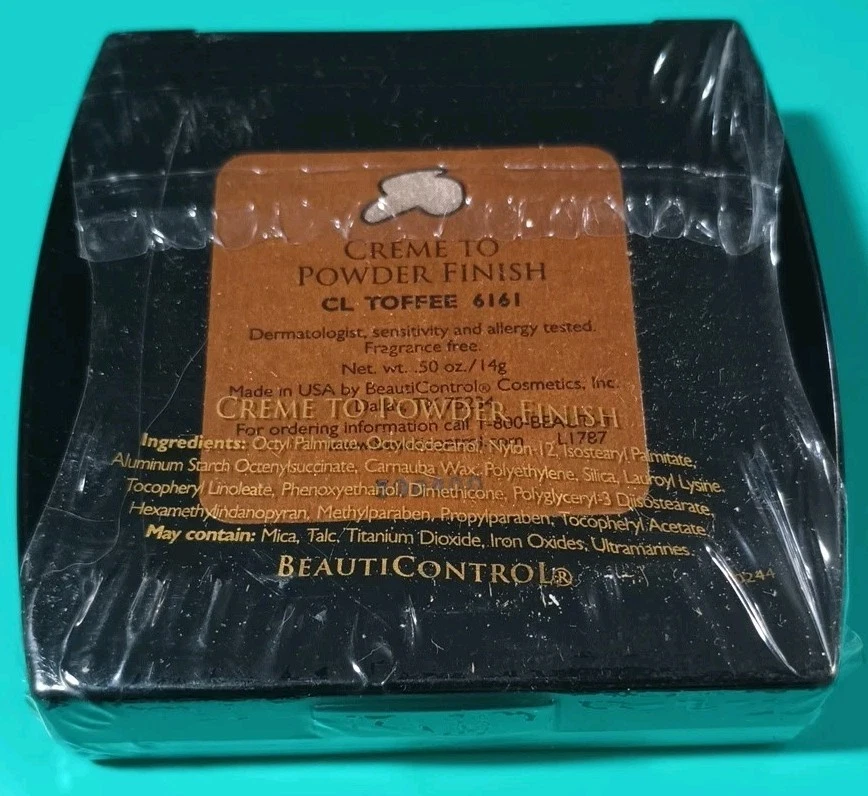 CREME TO
POWDER FINISH
CL TOFFEE 6161
Dermatologist, sensitivity and allergy tested.
Fragrance free.
Net. wt. .50 oz./14g
Made in USA by BeautiControl® Cosmetics, Inc.
Dallas, TX
CREME TO POWDER FINISH
For ordering information call 1-800-BEAUTI-1
L1787
Ingredients: Octyl Palmitate, Octyldodecanol, Nylon-12, Isostearyl Palmitate,
Aluminum Starch Octenylsuccinate, Carnauba Wax, Polyethylene, Silica, Lauroyl Lysine,
Tocopheryl Linoleate, Phenoxyethanol, Dimethicone, Polyglyceryl-3 Diisostearate,
Hexamethylindanopyran, Methylparaben, Propylparaben, Tocopheryl Acetate.
May contain: Mica, Talc, Titanium Dioxide, Iron Oxides, Ultramarines.
BEAUTICONTROL®